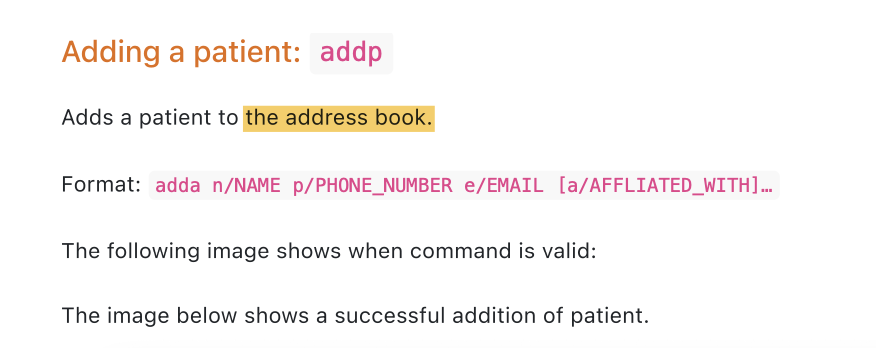 Adding a patient: addp
Adds a patient to the address book.
Format: adda n/NAME p/PHONE_NUMBER e/EMAIL [a/AFFLIATED_WITH]…
The following image shows when command is valid:
The image below shows a successful addition of patient.